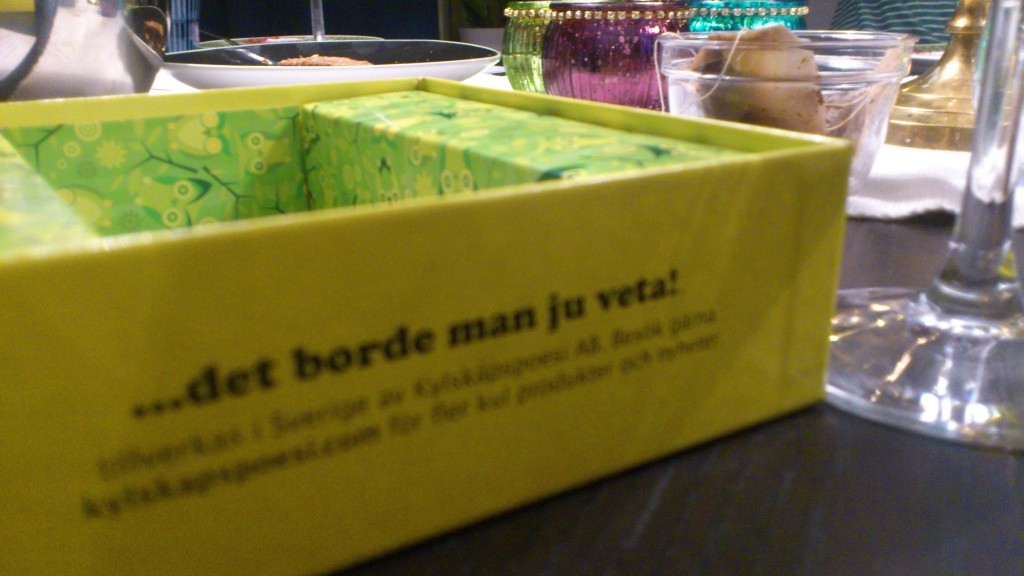 ...det borde man ju veta!
tillverkas i Sverige av Kylskåpspoesi AB. Besök gärna
kylskapspoesi.com för fler kul produkter och nyheter.